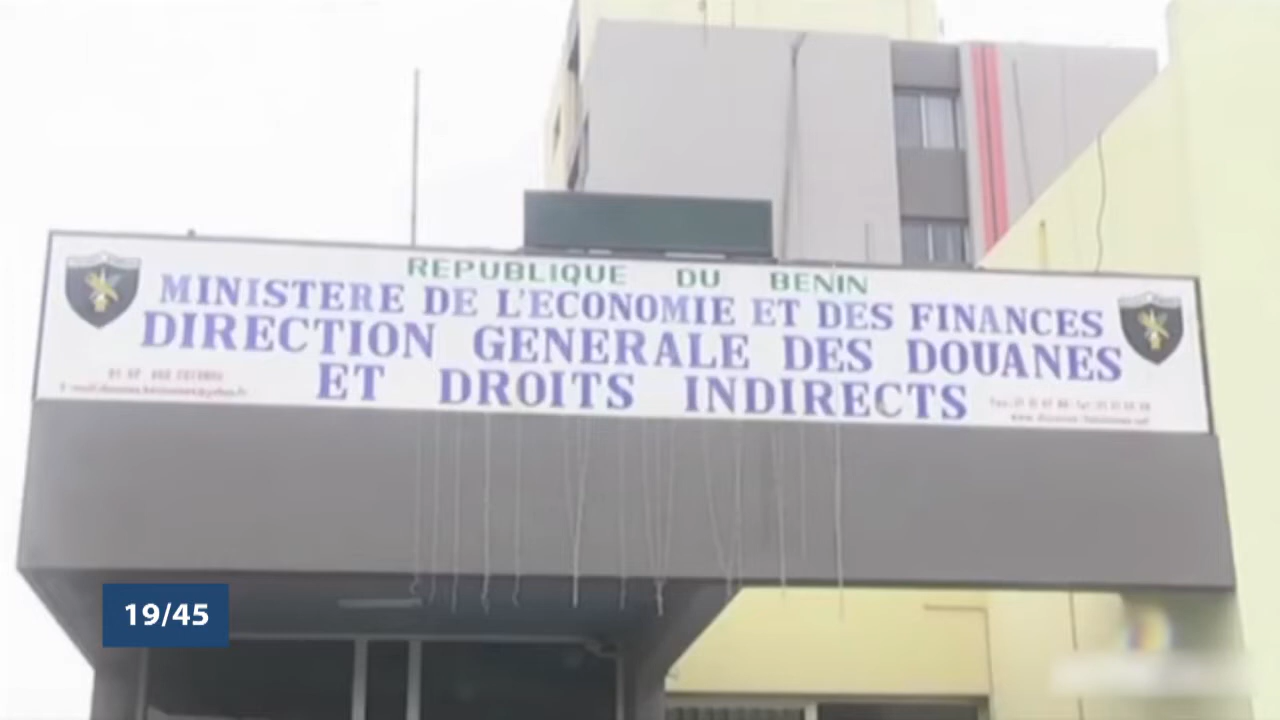 REPUBLIQUE DU BENIN
MINISTERE DE L'ECONOMIE ET DES FINANCES
DIRECTION GENERALE DES DOUANES
ET DROITS INDIRECTS
19/45